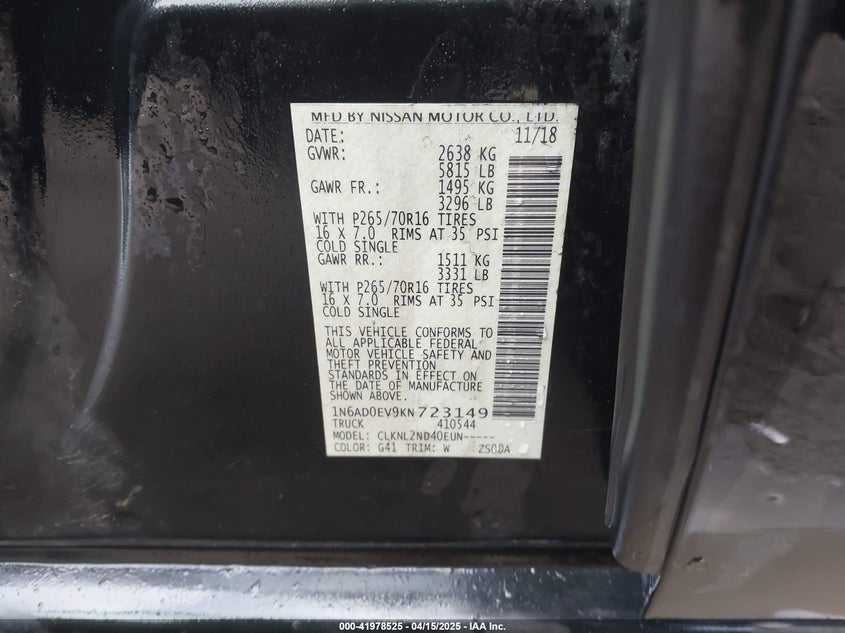 MFD BY NISSAN MOTOR CO., LTD.
DATE: 11/18
GVWR: 2638 KG
5815 LB
GAWR FR.: 1495 KG
3296 LB
WITH P265/70R16 TIRES
16 X 7.0 RIMS AT 35 PSI
COLD SINGLE
GAWR RR.: 1511 KG
3331 LB
WITH P265/70R16 TIRES
16 X 7.0 RIMS AT 35 PSI
COLD SINGLE
THIS VEHICLE CONFORMS TO
ALL APPLICABLE FEDERAL
MOTOR VEHICLE SAFETY AND
THEFT PREVENTION
STANDARDS IN EFFECT ON
THE DATE OF MANUFACTURE
SHOWN ABOVE.
1N6AD0EV9KN723149
TRUCK 410544
MODEL: CLKNL2ND40EUN-----
COLOR: G41 TRIM: W
000-41978525 - 04/15/2025 - IAA Inc.